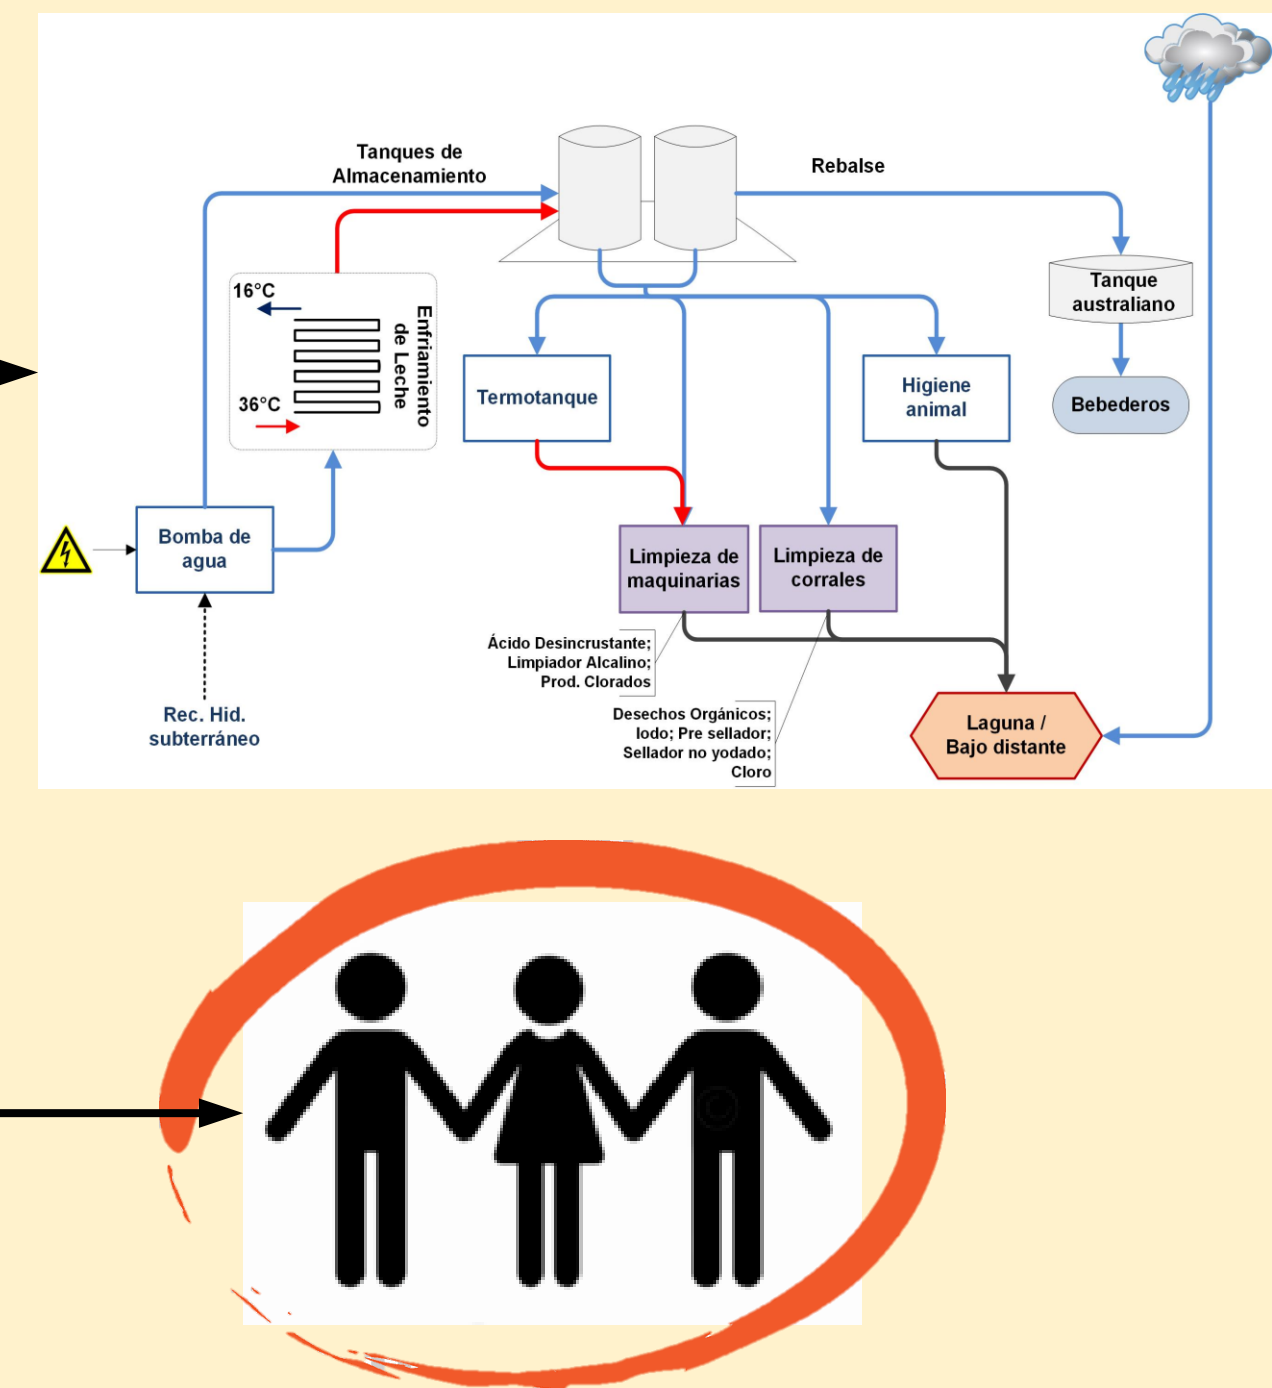 Tanques de
Almacenamiento
Rebalse
16°C
36°C
Enfriamiento
de Leche
Tanque
australiano
Termotanque
Higiene
animal
Bebederos
Bomba de
agua
Limpieza de
maquinarias
Limpieza de
corrales
Ácido Desincrustante;
Limpiador Alcalino;
Prod. Clorados
Rec. Hid.
subterráneo
Desechos Orgánicos;
Iodo; Pre sellador;
Sellador no yodado;
Cloro
Laguna /
Bajo distante